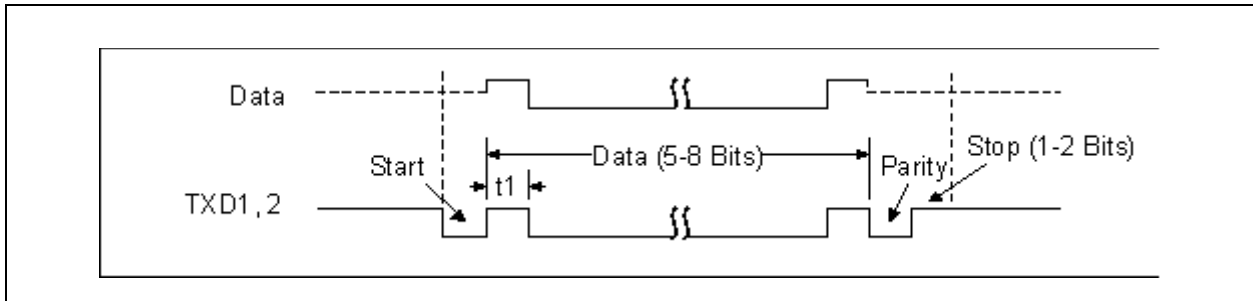 Data
Data (5-8 Bits)
Stop (1-2 Bits)
Start
Parity
t1
TXD1,2